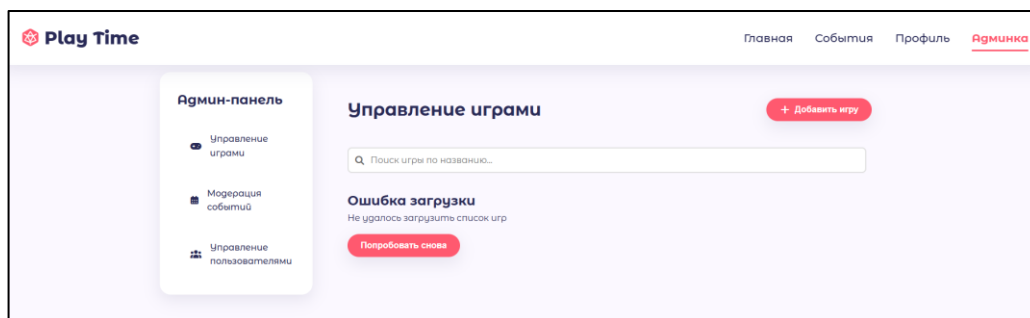 Play Time
Главная События Профиль Админка
Админ-панель
Управление
играми
Модерация
событий
Управление
пользователями
Управление играми
+ Добавить игру
Поиск игры по названию...
Ошибка загрузки
Не удалось загрузить список игр
Попробовать снова